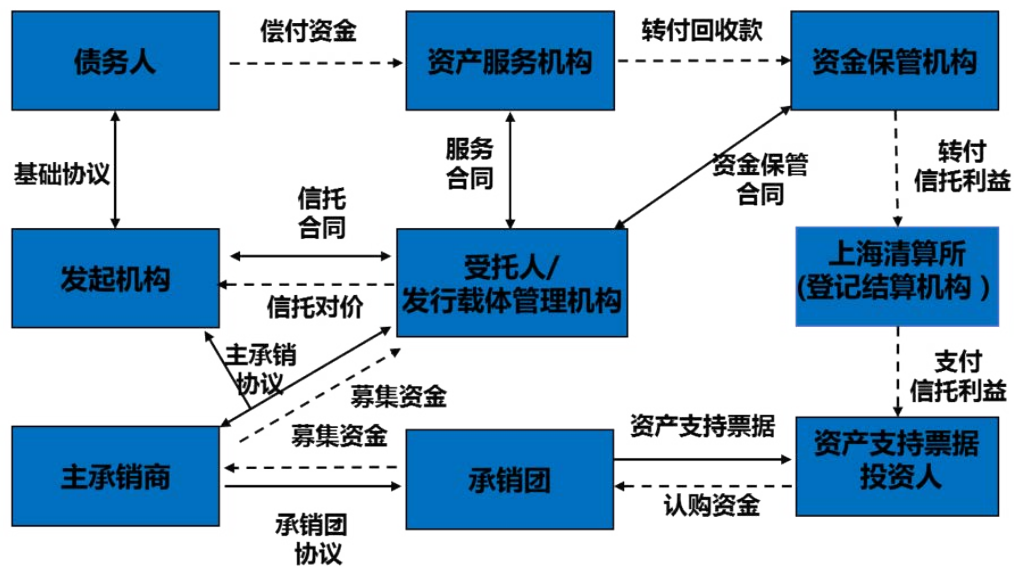 债务人
偿付资金
资产服务机构
转付回收款
资金保管机构
基础协议
服务
合同
资金保管
合同
转付
信托利益
信托
合同
发起机构
受托人/
发行载体管理机构
上海清算所
(登记结算机构）
信托对价
主承销
协议
募集资金
支付
信托利益
主承销商
募集资金
承销团
协议
承销团
资产支持票据
认购资金
资产支持票据
投资人